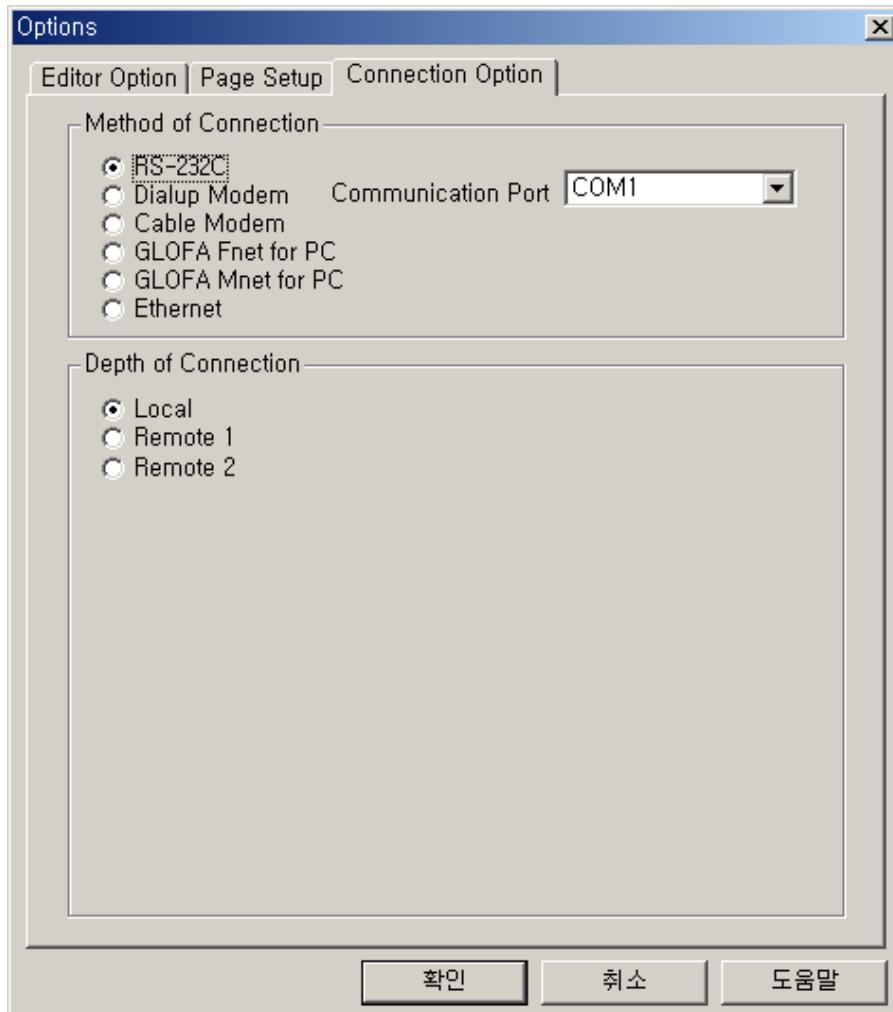 Options
Editor Option Page Setup Connection Option
Method of Connection
RS-232C
Dialup Modem Communication Port COM1
Cable Modem
GLOFA Fnet for PC
GLOFA Mnet for PC
Ethernet
Depth of Connection
Local
Remote 1
Remote 2
확인 취소 도움말